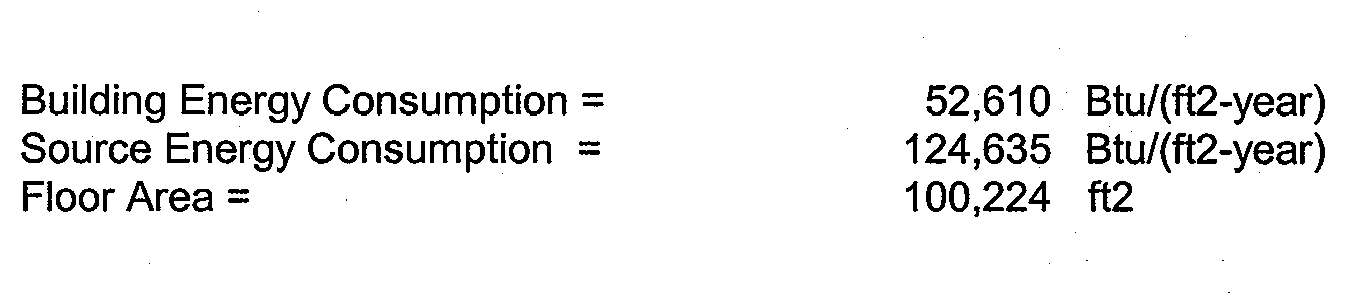 Building Energy Consumption = 52,610 Btu/(ft2-year)
Source Energy Consumption = 124,635 Btu/(ft2-year)
Floor Area = 100,224 ft2